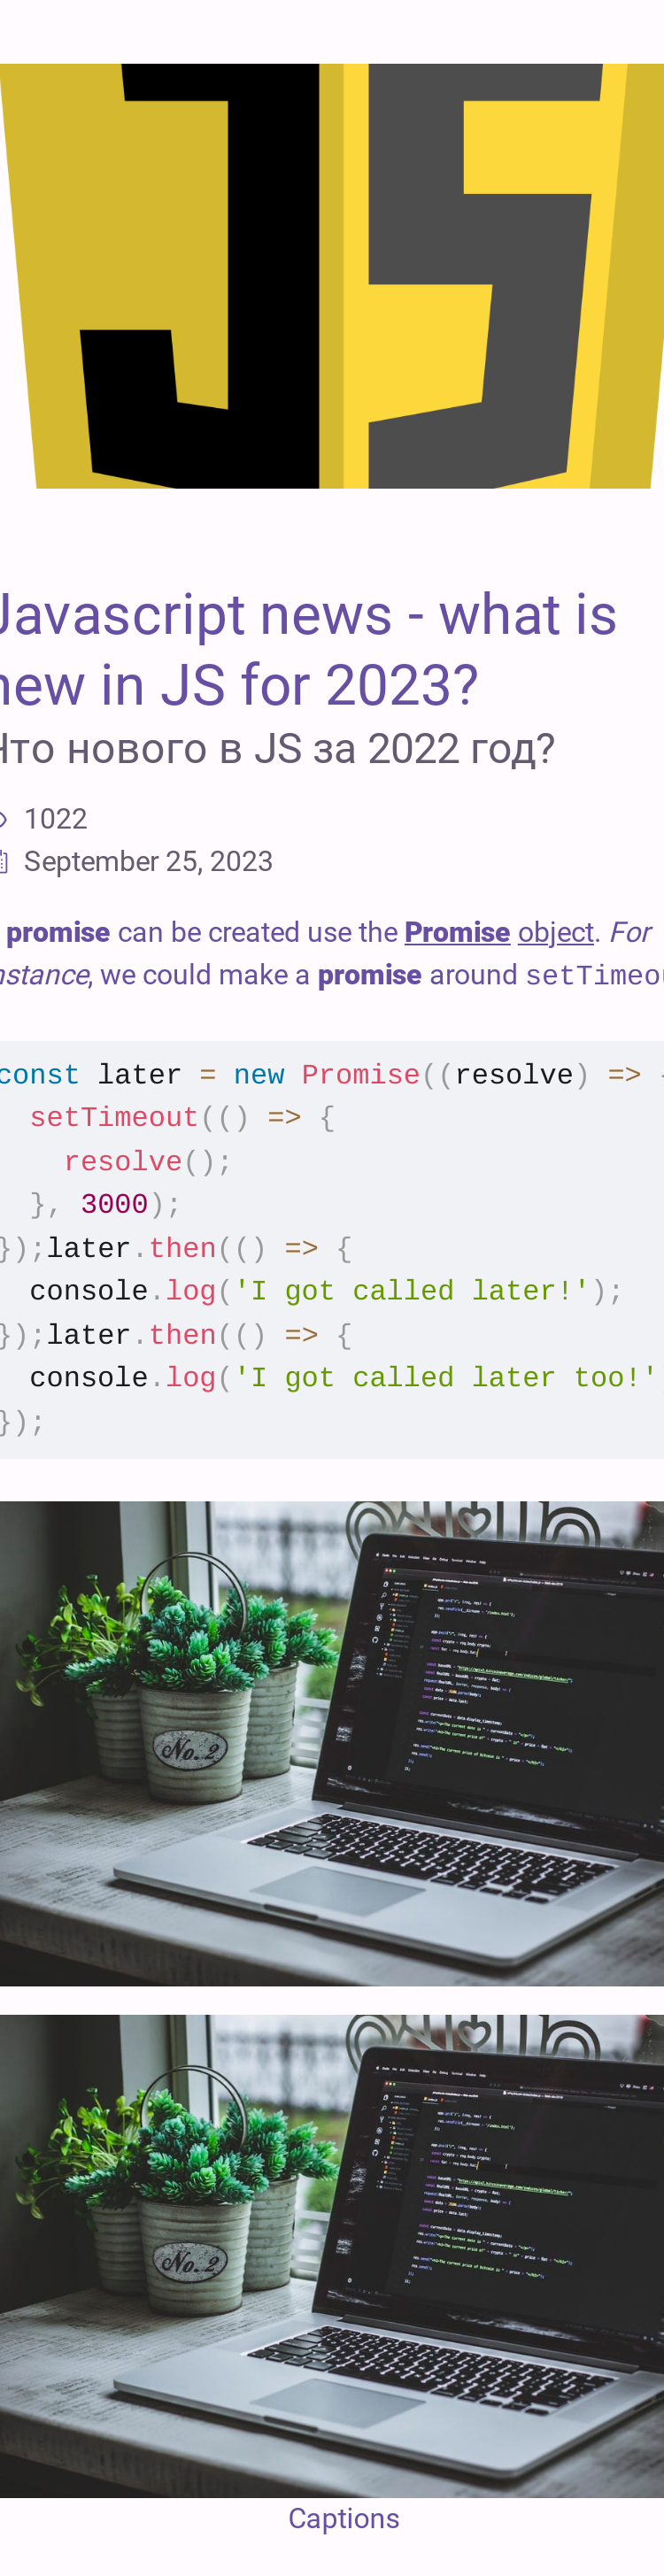 JS
Javascript news - what is
new in JS for 2023?
Что нового в JS за 2022 год?
1022
September 25, 2023
promise can be created use the Promise object. For
instance, we could make a promise around setTimeou
const later = new Promise((resolve) => {
setTimeout(() => {
resolve();
}, 3000);
});later.then(() => {
console.log('I got called later!');
});later.then(() => {
console.log('I got called later too!'
});
No. 2
No. 2
Captions